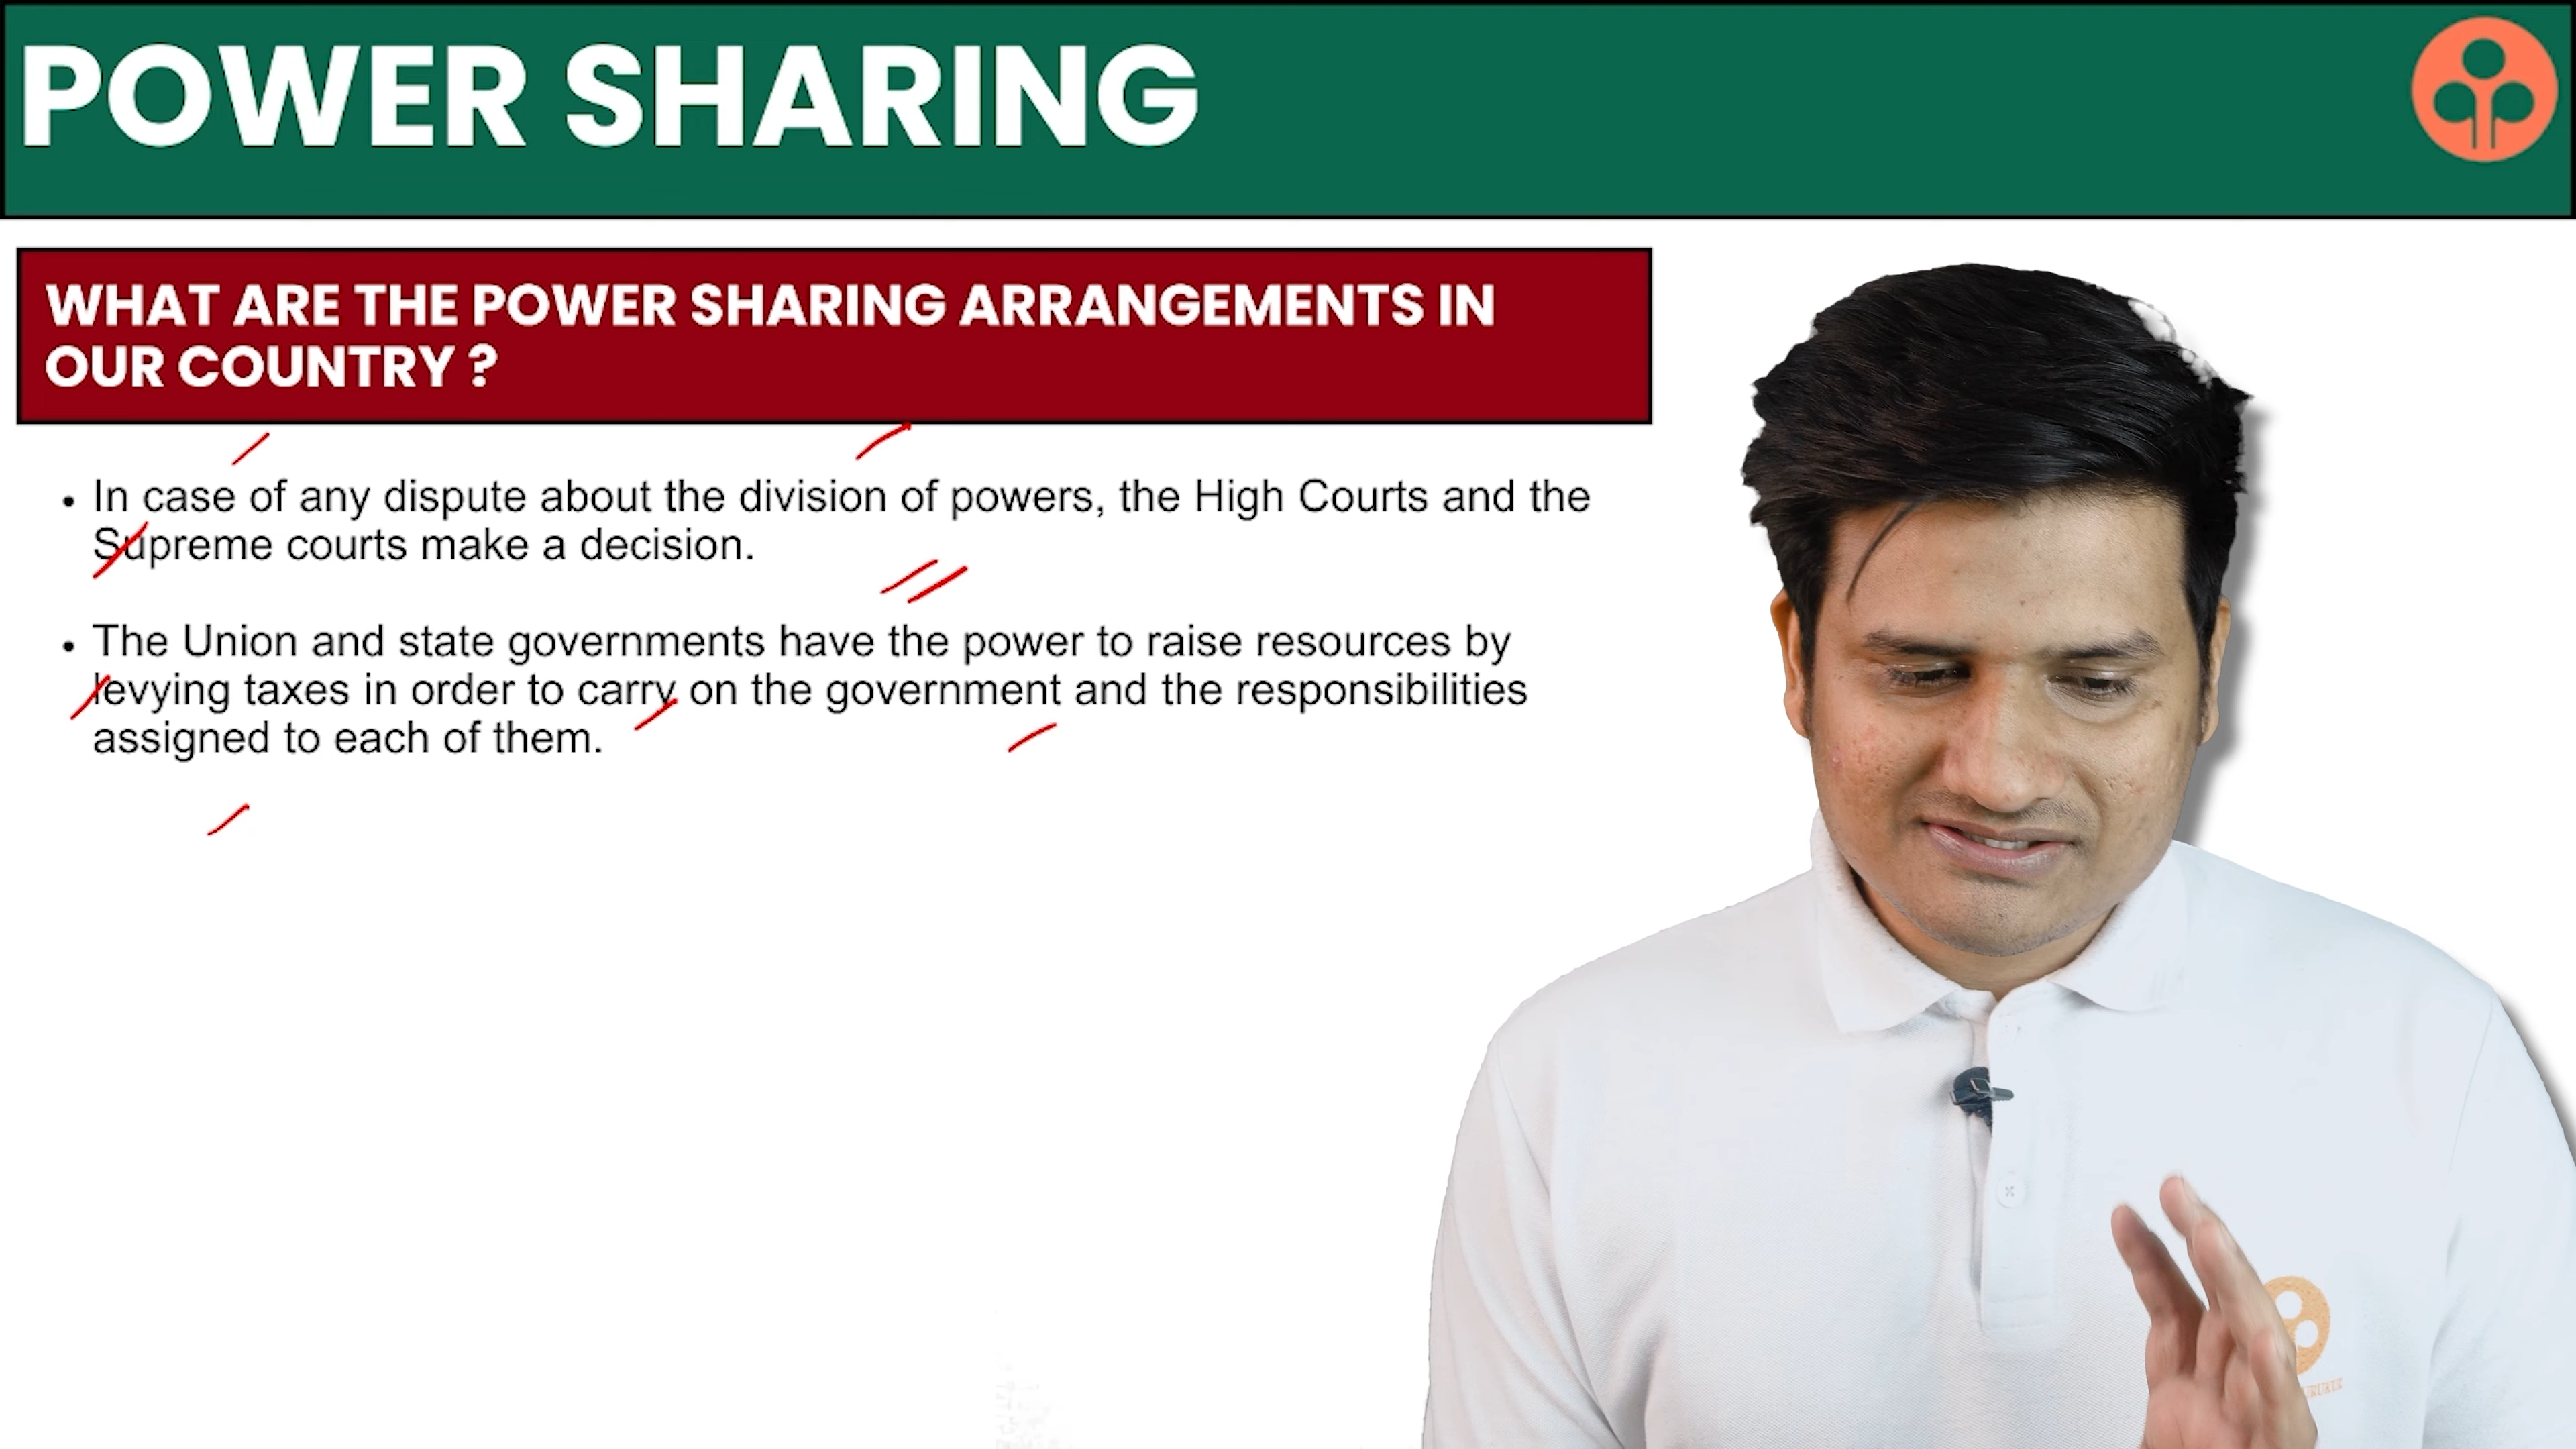 POWER SHARING
WHAT ARE THE POWER SHARING ARRANGEMENTS IN
OUR COUNTRY ?
• In case of any dispute about the division of powers, the High Courts and the
Supreme courts make a decision.
• The Union and state governments have the power to raise resources by
levying taxes in order to carry on the government and the responsibilities
assigned to each of them.